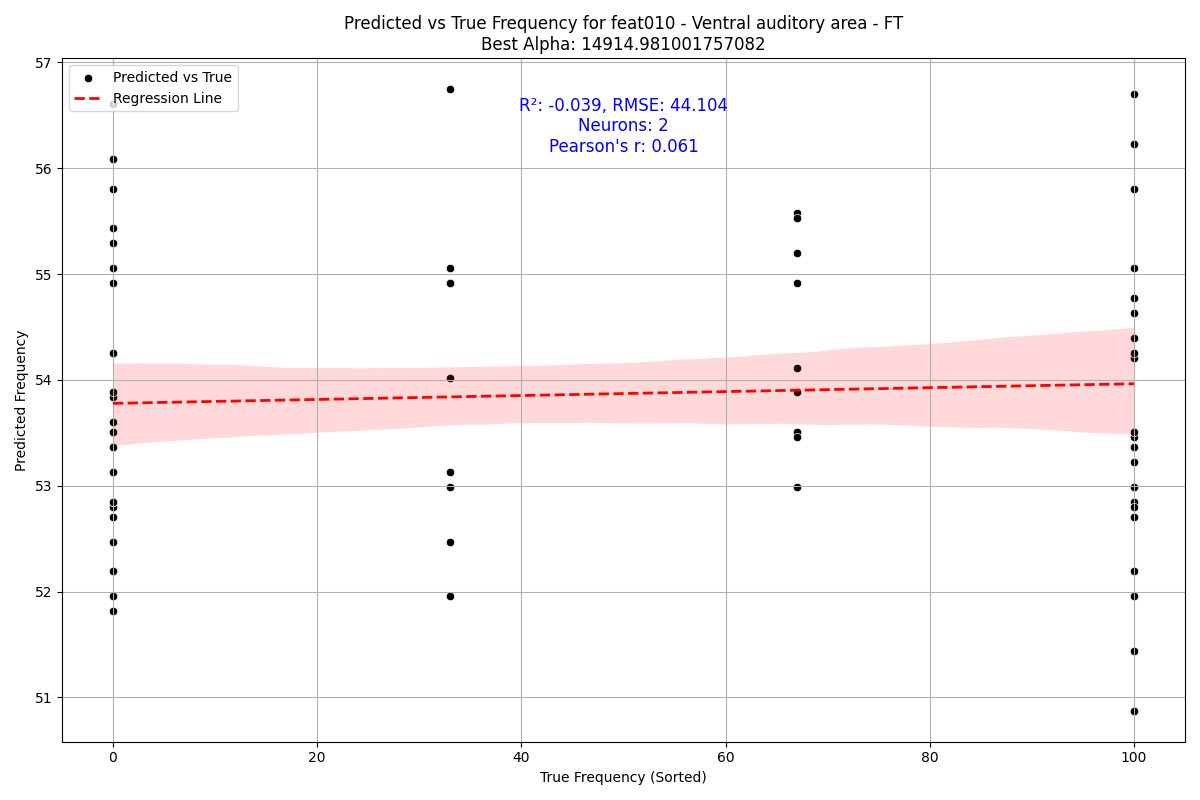 Predicted vs True Frequency for feat010 - Ventral auditory area - FT
Best Alpha: 14914.981001757082
Predicted vs True
Regression Line
R²: -0.039, RMSE: 44.104
Neurons: 2
Pearson's r: 0.061
57
56
55
54
53
52
51
Predicted Frequency
0
20
40
60
80
100
True Frequency (Sorted)